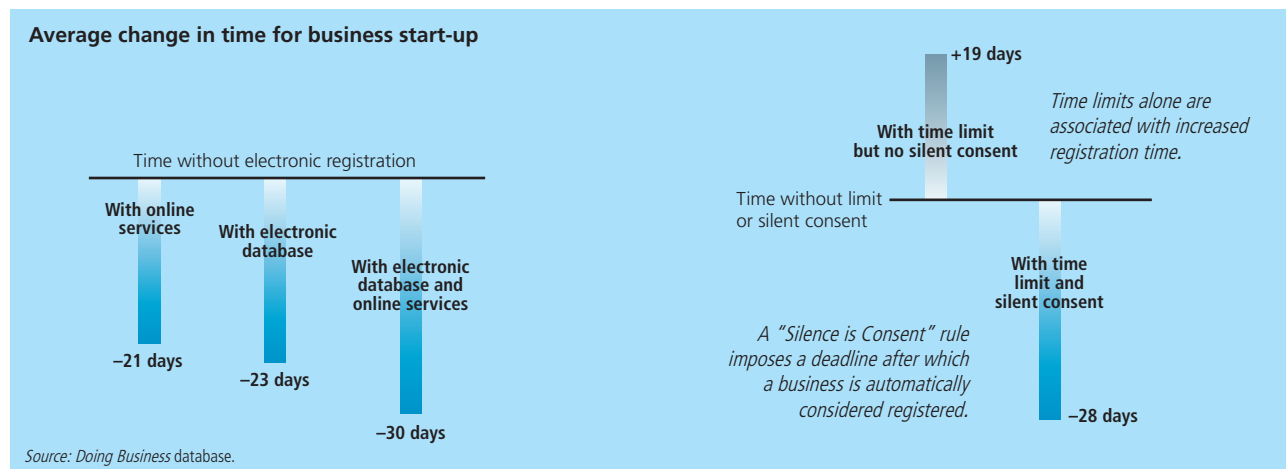 Average change in time for business start-up
Time without electronic registration
With online
services
–21 days
With electronic
database
–23 days
With electronic
database and
online services
–30 days
Source: Doing Business database.
+19 days
With time limit
but no silent consent
Time limits alone are
associated with increased
registration time.
Time without limit
or silent consent
With time
limit and
silent consent
A “Silence is Consent” rule
imposes a deadline after which
a business is automatically
considered registered.
–28 days